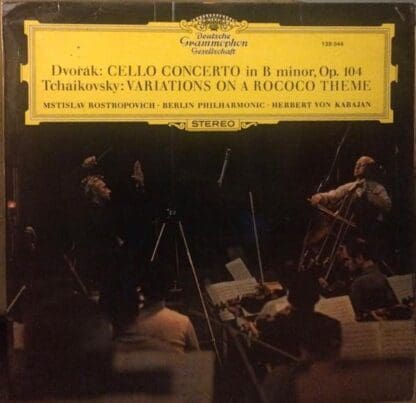 Deutsche
Grammophon
Gesellschaft
139 044
Dvořák: CELLO CONCERTO in B minor, Op. 104
Tchaikovsky: VARIATIONS ON A ROCOCO THEME
MSTISLAV ROSTROPOVICH · BERLIN PHILHARMONIC · HERBERT VON KARAJAN
STEREO